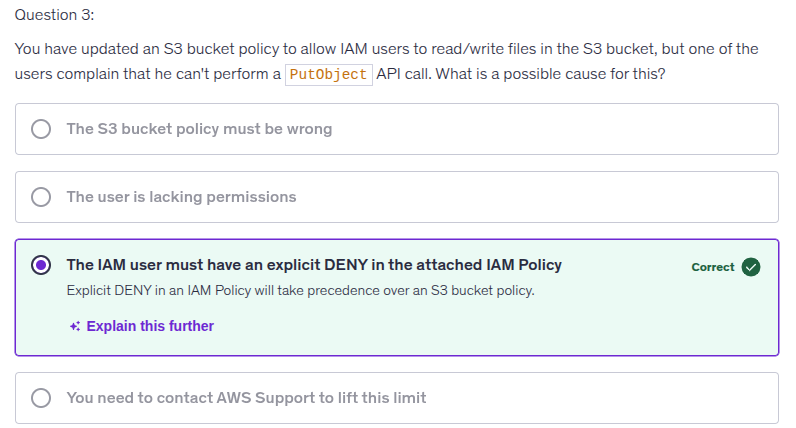 Question 3:
You have updated an S3 bucket policy to allow IAM users to read/write files in the S3 bucket, but one of the
users complain that he can't perform a PutObject API call. What is a possible cause for this?
The S3 bucket policy must be wrong
The user is lacking permissions
The IAM user must have an explicit DENY in the attached IAM Policy
Correct
Explicit DENY in an IAM Policy will take precedence over an S3 bucket policy.
Explain this further
You need to contact AWS Support to lift this limit